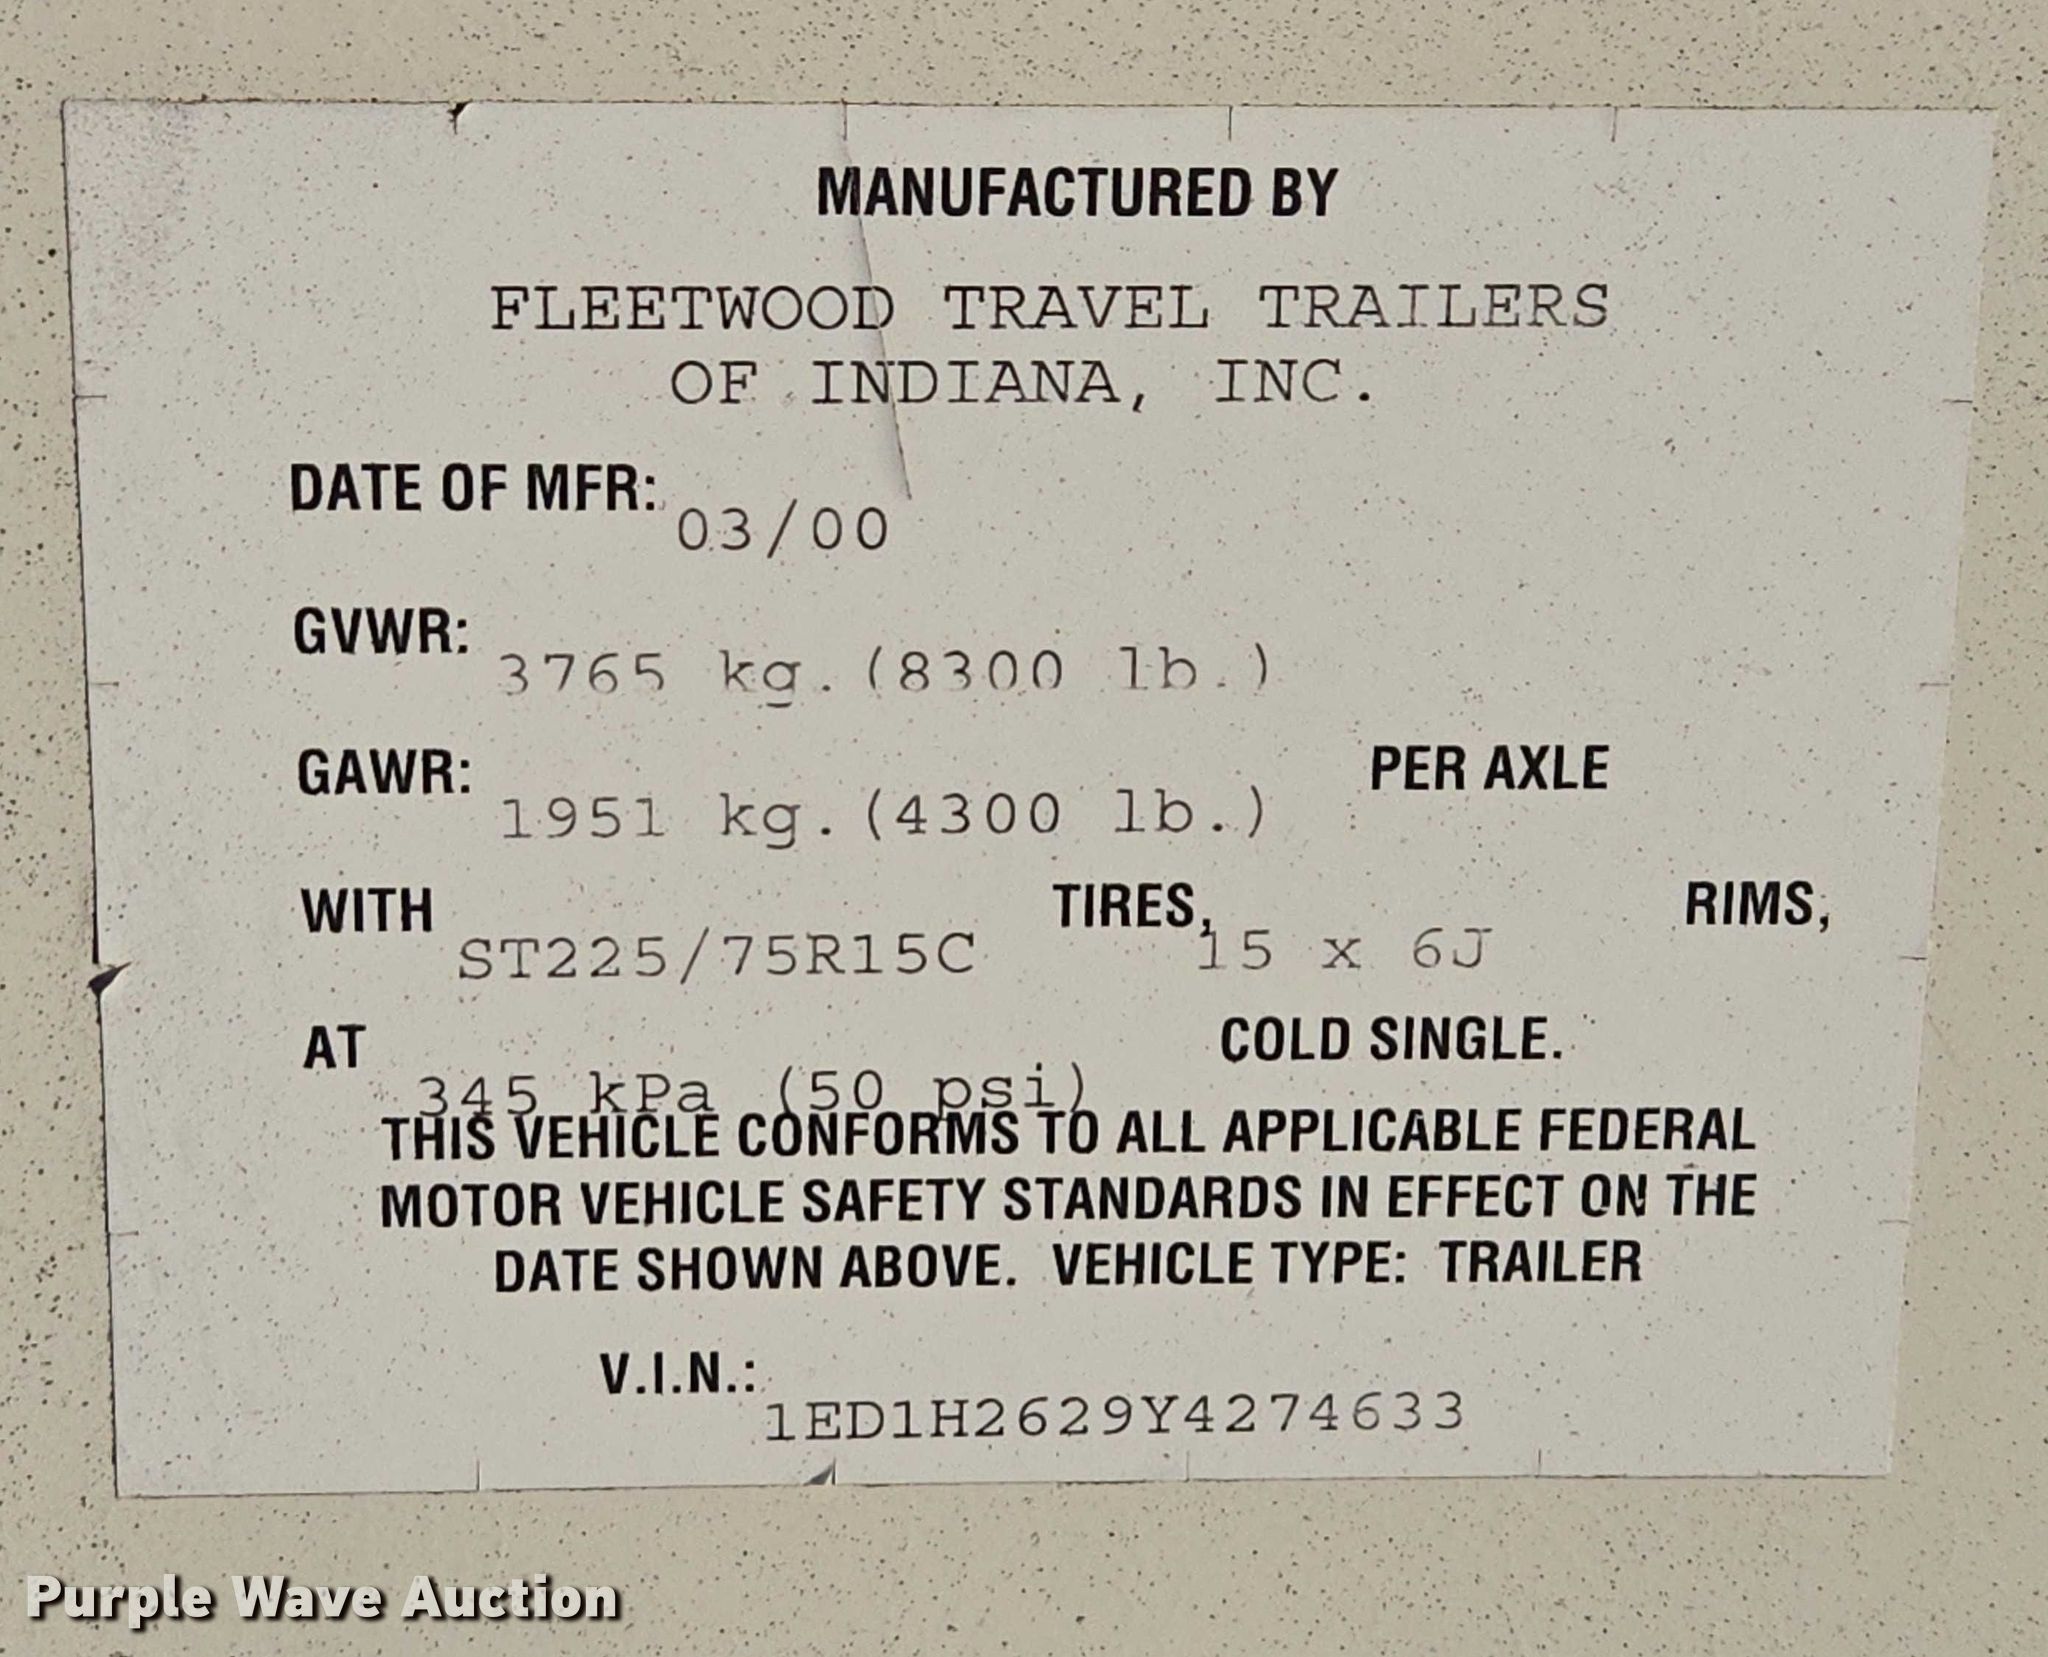 MANUFACTURED BY
FLEETWOOD TRAVEL TRAILERS
OF INDIANA, INC.
DATE OF MFR: 03/00
GVWR: 3765 kg.(8300 lb.)
GAWR: 1951 kg.(4300 lb.) PER AXLE
WITH ST225/75R15C TIRES, 15 x 6J RIMS,
AT 345 kPa (50 psi) COLD SINGLE.
THIS VEHICLE CONFORMS TO ALL APPLICABLE FEDERAL
MOTOR VEHICLE SAFETY STANDARDS IN EFFECT ON THE
DATE SHOWN ABOVE. VEHICLE TYPE: TRAILER
V.I.N.: 1ED1H2629Y4274633
Purple Wave Auction